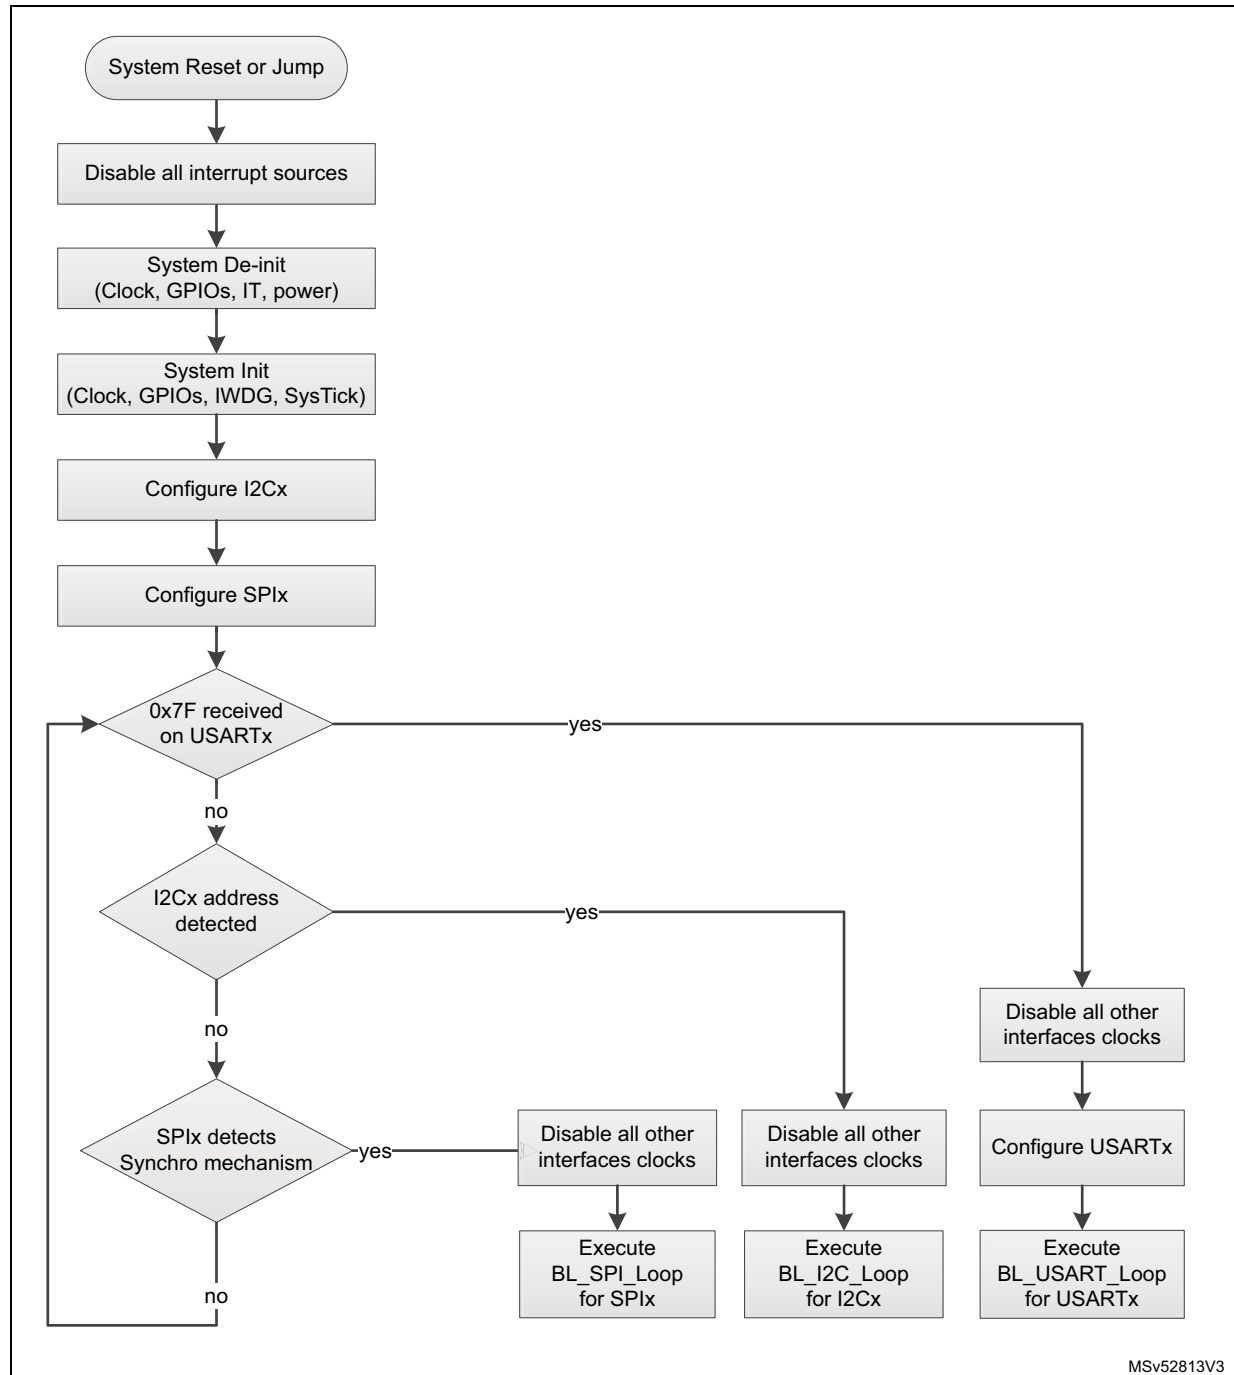 System Reset or Jump
Disable all interrupt sources
System De-init
(Clock, GPIOs, IT, power)
System Init
(Clock, GPIOs, IWDG, SysTick)
Configure I2Cx
Configure SPIx
0x7F received
on USARTx
yes
no
I2Cx address
detected
yes
no
SPIx detects
Synchro mechanism
yes
no
Disable all other
interfaces clocks
Execute
BL_SPI_Loop
for SPIx
Disable all other
interfaces clocks
Execute
BL_I2C_Loop
for I2Cx
Disable all other
interfaces clocks
Configure USARTx
Execute
BL_USART_Loop
for USARTx
MSv52813V3